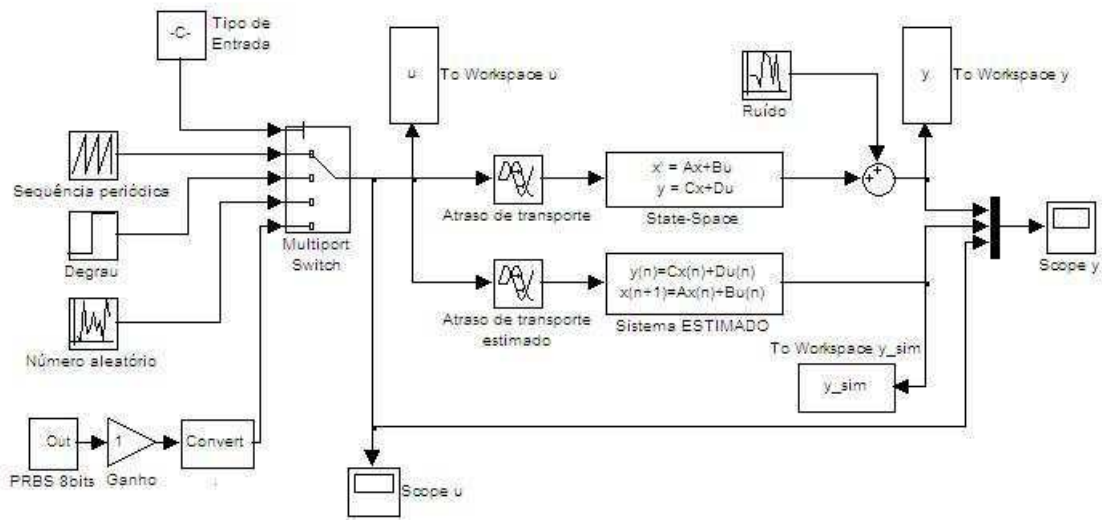 -C-
Tipo de
Entrada
u
To Workspace u
Ruído
y
To Workspace y
Sequência periódica
Multiport
Switch
Atraso de transporte
x' = Ax+Bu
y = Cx+Du
State-Space
++
Scope y
Degrau
Atraso de transporte
estimado
y(n)=Cx(n)+Du(n)
x(n+1)=Ax(n)+Bu(n)
Sistema ESTIMADO
Número aleatório
To Workspace y_sim
y_sim
Out
PRBS 8bits
1
Ganho
Convert
Scope u